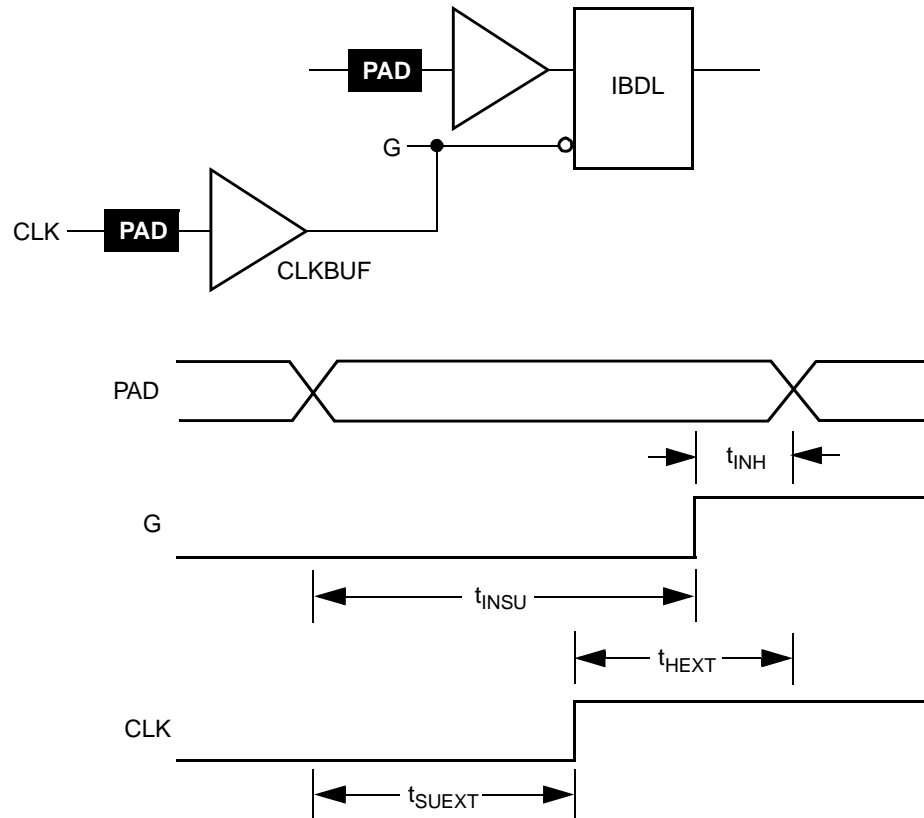 PAD
IBDL
G
CLK
PAD
CLKBUF
PAD
tINH
G
tINSU
tHEXT
CLK
tSUEXT